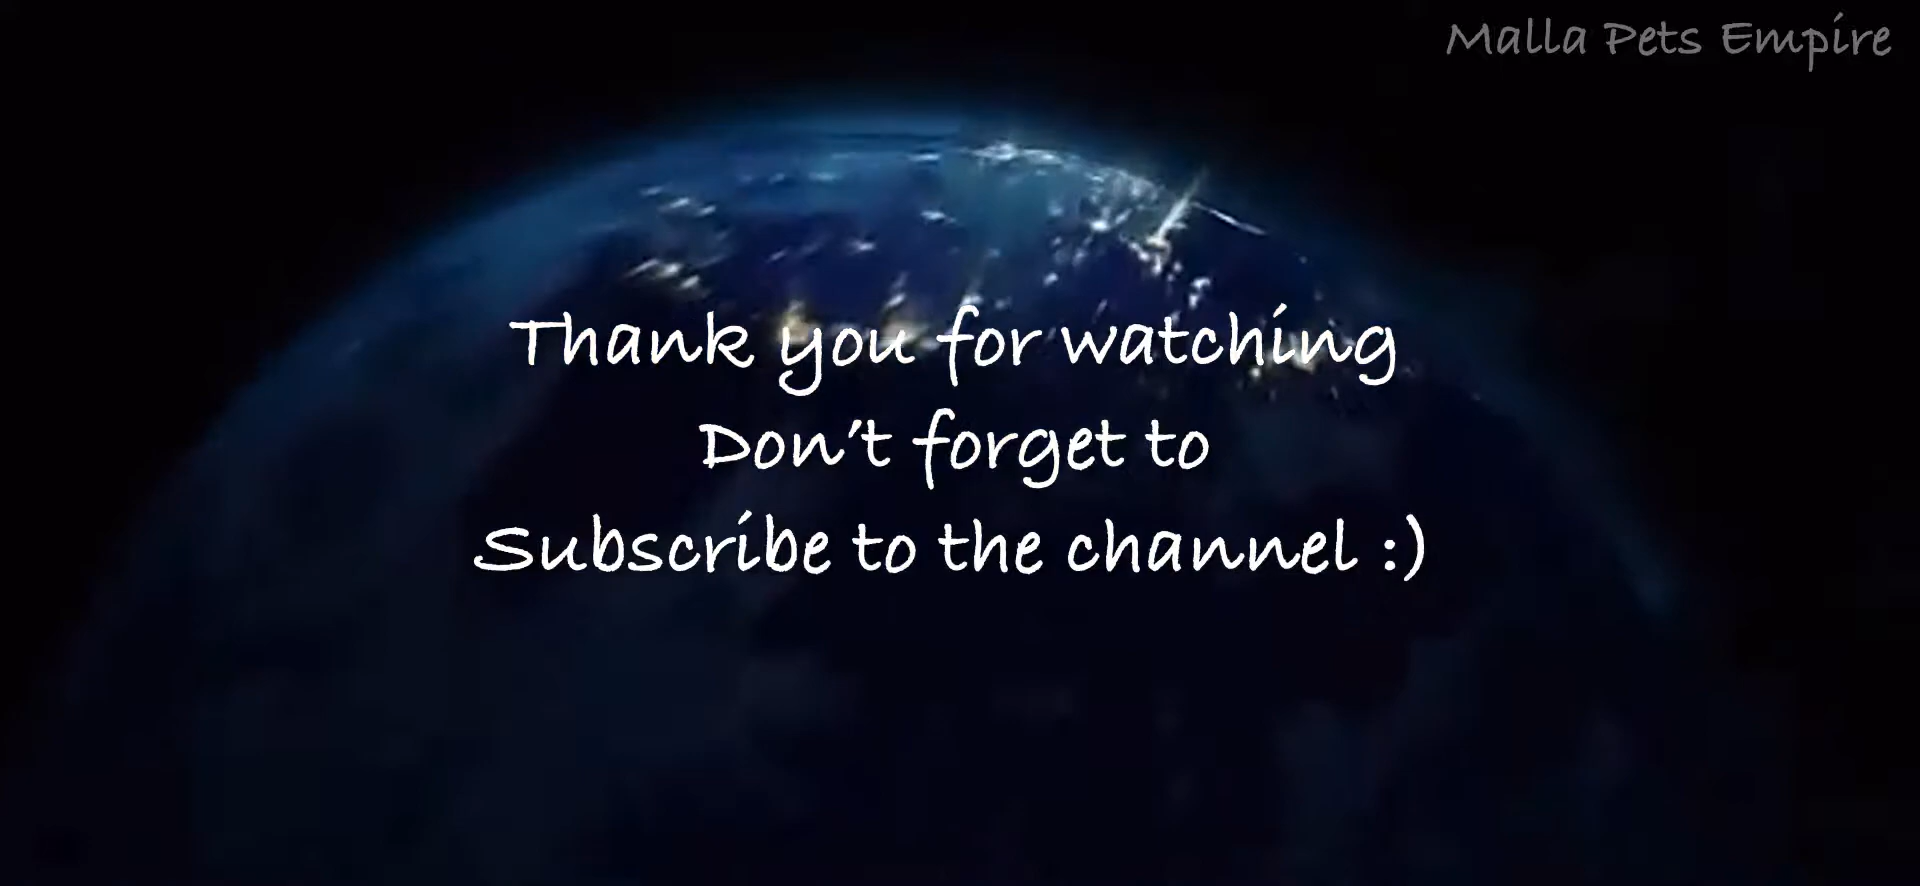 Malla Pets Empire
Thank you for watching
Don't forget to
Subscribe to the channel :)